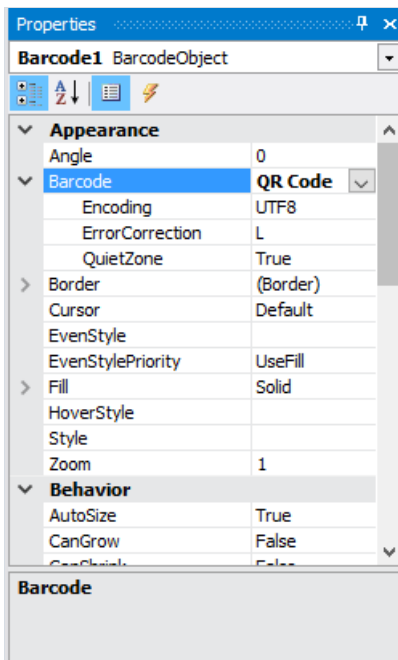 Properties
Barcode1 BarcodeObject
A Z
Appearance
Angle 0
Barcode QR Code
Encoding UTF8
ErrorCorrection L
QuietZone True
Border (Border)
Cursor Default
EvenStyle
EvenStylePriority UseFill
Fill Solid
HoverStyle
Style
Zoom 1
Behavior
AutoSize True
CanGrow False
Barcode